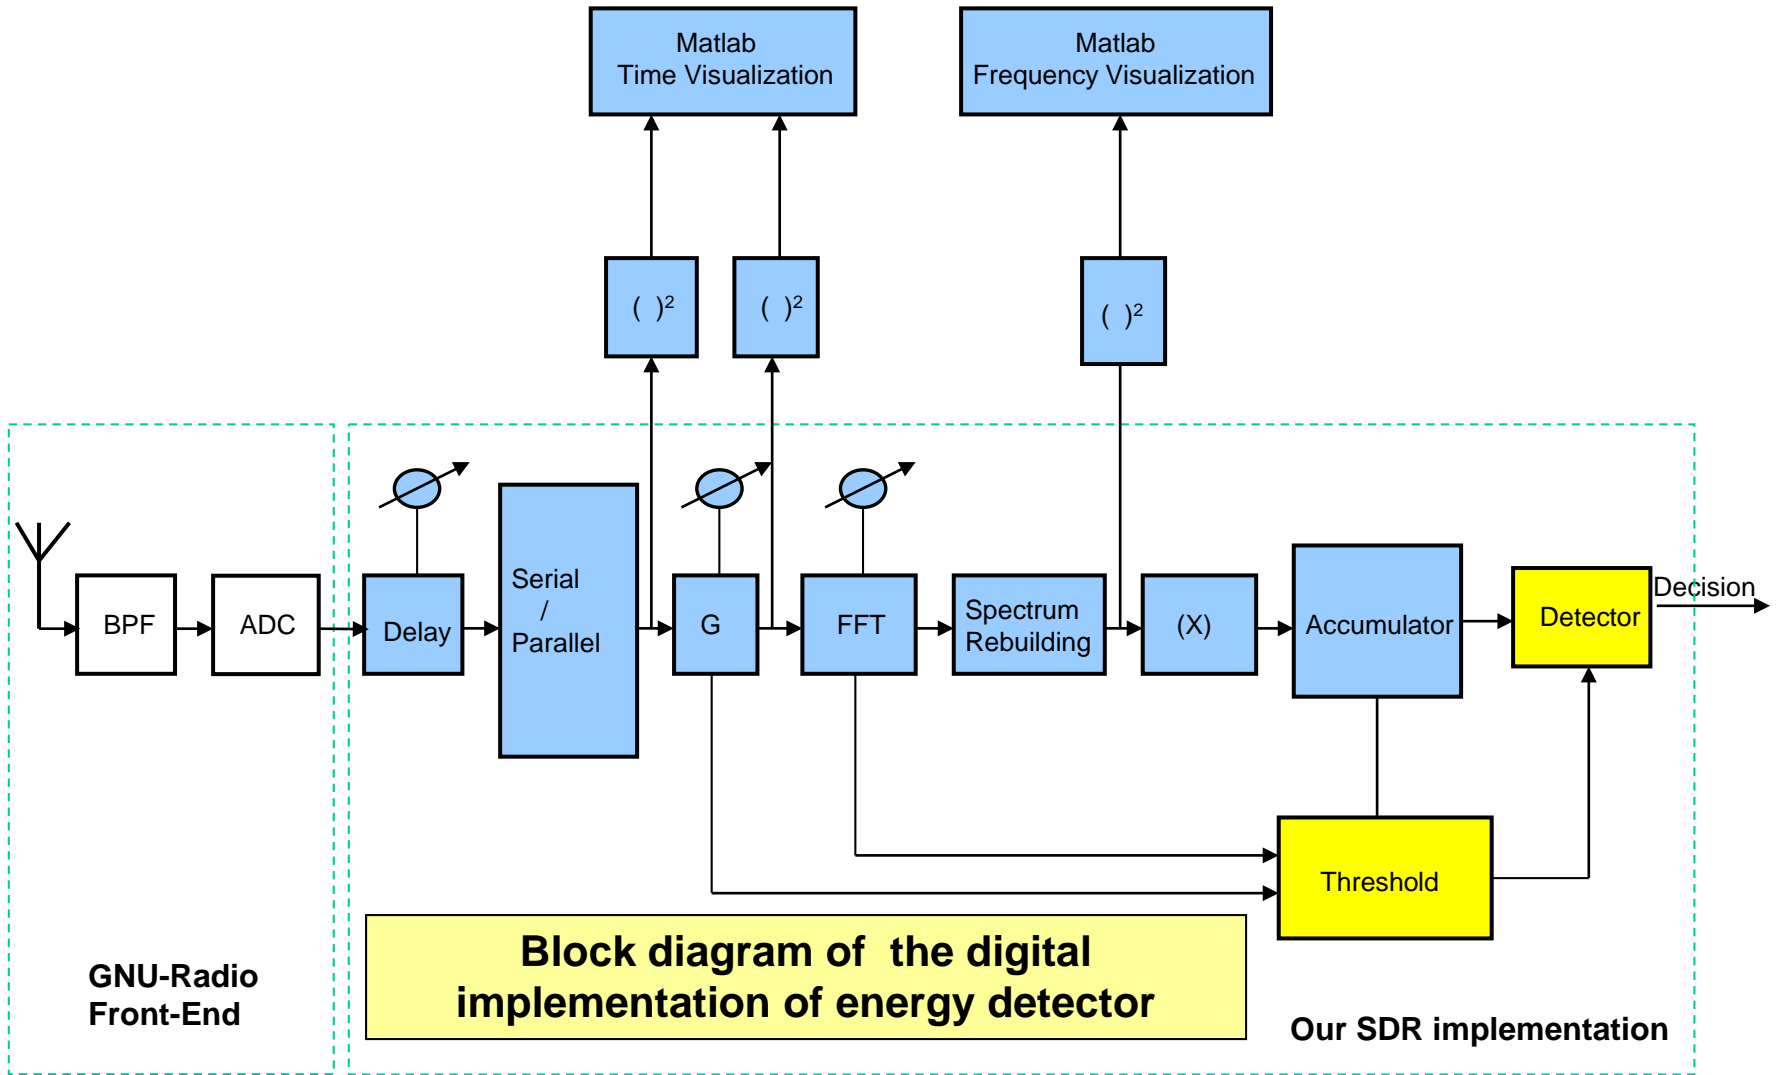 Matlab
Time Visualization
Matlab
Frequency Visualization
( )²
( )²
( )²
BPF
ADC
Delay
Serial
/
Parallel
G
FFT
Spectrum
Rebuilding
(X)
Accumulator
Detector
Decision
Threshold
Block diagram of the digital
implementation of energy detector
GNU-Radio
Front-End
Our SDR implementation